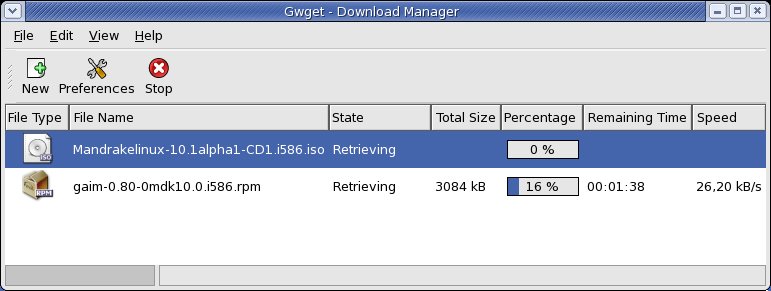 Gwget - Download Manager
File Edit View Help
New Preferences Stop
File Type File Name State Total Size Percentage Remaining Time Speed
ISO Mandrakelinux-10.1alpha1-CD1.i586.iso Retrieving 0 %
RPM gaim-0.80-0mdk10.0.i586.rpm Retrieving 3084 kB 16 % 00:01:38 26,20 kB/s